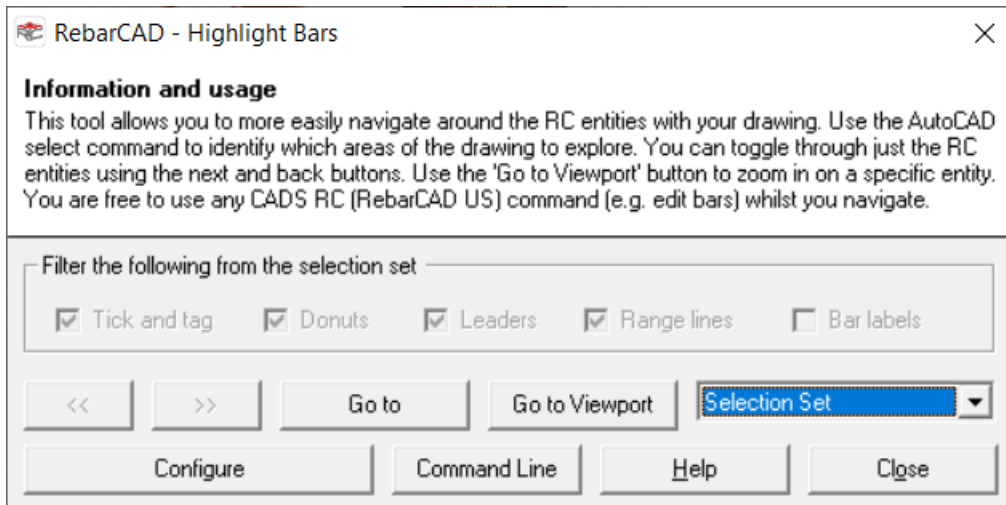 RebarCAD - Highlight Bars
Information and usage
This tool allows you to more easily navigate around the RC entities with your drawing. Use the AutoCAD
select command to identify which areas of the drawing to explore. You can toggle through just the RC
entities using the next and back buttons. Use the 'Go to Viewport' button to zoom in on a specific entity.
You are free to use any CADS RC (RebarCAD US) command (e.g. edit bars) whilst you navigate.
Filter the following from the selection set
Tick and tag Donuts Leaders Range lines Bar labels
<< >> Go to Go to Viewport Selection Set
Configure Command Line Help Close